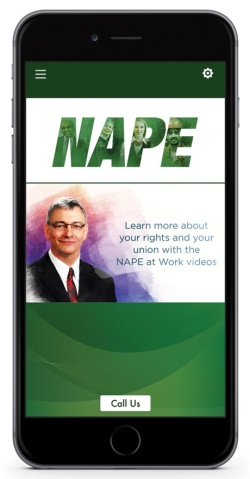 NAPE
Learn more about
your rights and your
union with the
NAPE at Work videos
Call Us